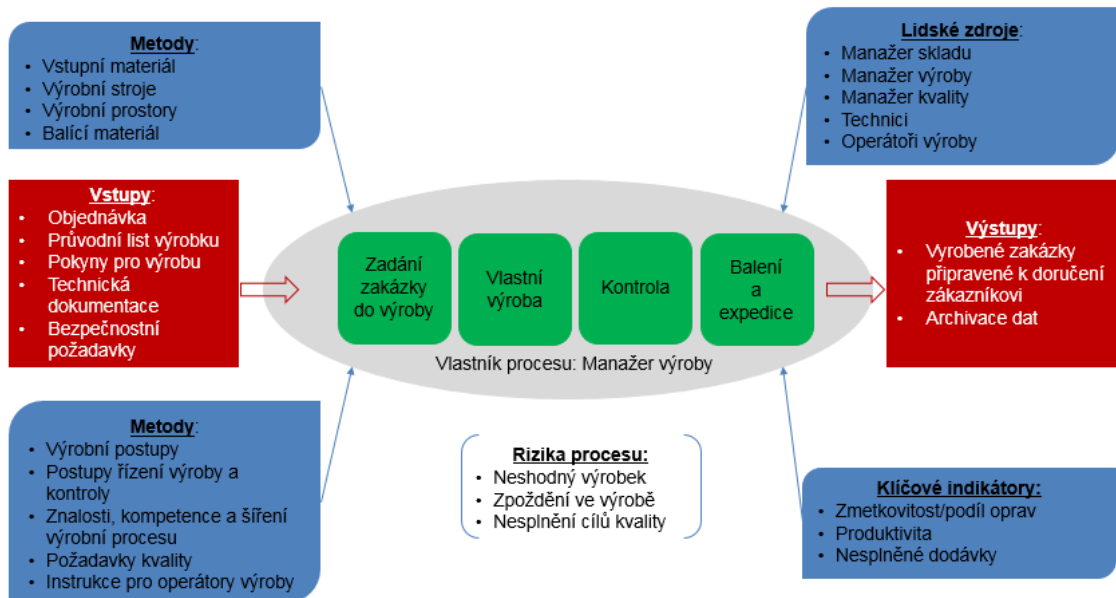 Metody:
• Vstupní materiál
• Výrobní stroje
• Výrobní prostory
• Balící materiál
Lidské zdroje:
• Manažer skladu
• Manažer výroby
• Manažer kvality
• Technici
• Operátoři výroby
Vstupy:
• Objednávka
• Průvodní list výrobku
• Pokyny pro výrobu
• Technická
dokumentace
• Bezpečnostní
požadavky
Zadání
zakázky
do výroby
Vlastní
výroba
Kontrola
Balení
a
expedice
Vlastník procesu: Manažer výroby
Výstupy:
• Vyrobené zakázky
připravené k doručení
zákazníkovi
• Archivace dat
Metody:
• Výrobní postupy
• Postupy řízení výroby a
kontroly
• Znalosti, kompetence a šíření
výrobní procesu
• Požadavky kvality
• Instrukce pro operátory výroby
Rizika procesu:
• Neshodný výrobek
• Zpoždění ve výrobě
• Nesplnění cílů kvality
Klíčové indikátory:
• Zmetkovitost/podíl oprav
• Produktivita
• Nesplněné dodávky